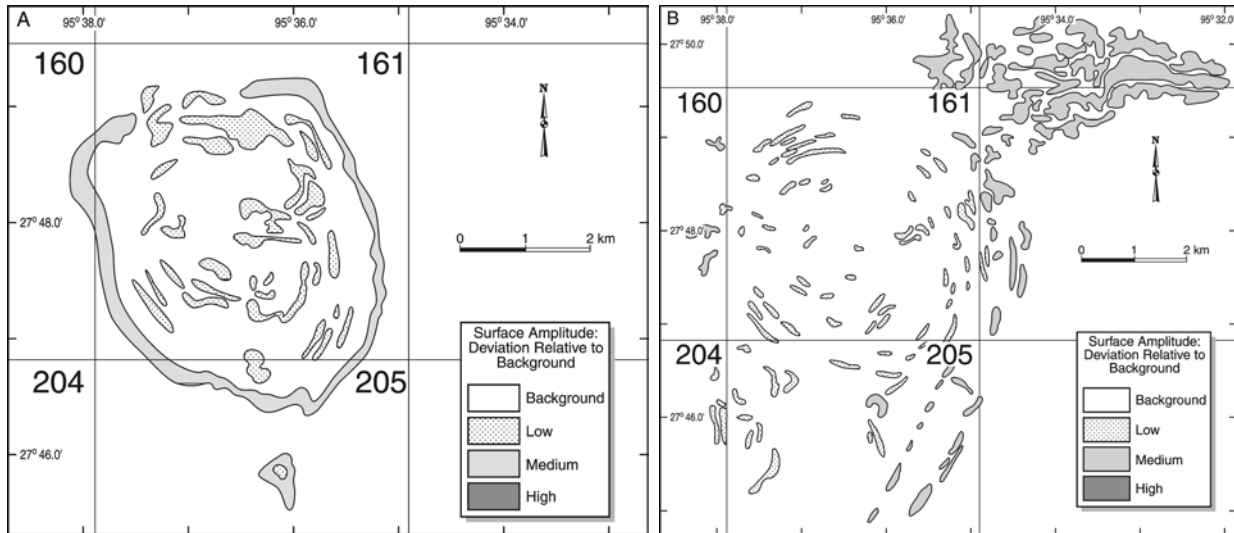 A
95° 38.0'
95° 36.0'
95° 34.0'
160
161
N
27° 48.0'
0 1 2 km
204
205
27° 46.0'
Surface Amplitude:
Deviation Relative to
Background
Background
Low
Medium
High
B
95° 38.0'
95° 36.0'
95° 34.0'
95° 32.0'
27° 50.0'
160
161
N
27° 48.0'
0 1 2 km
204
205
27° 46.0'
Surface Amplitude:
Deviation Relative to
Background
Background
Low
Medium
High